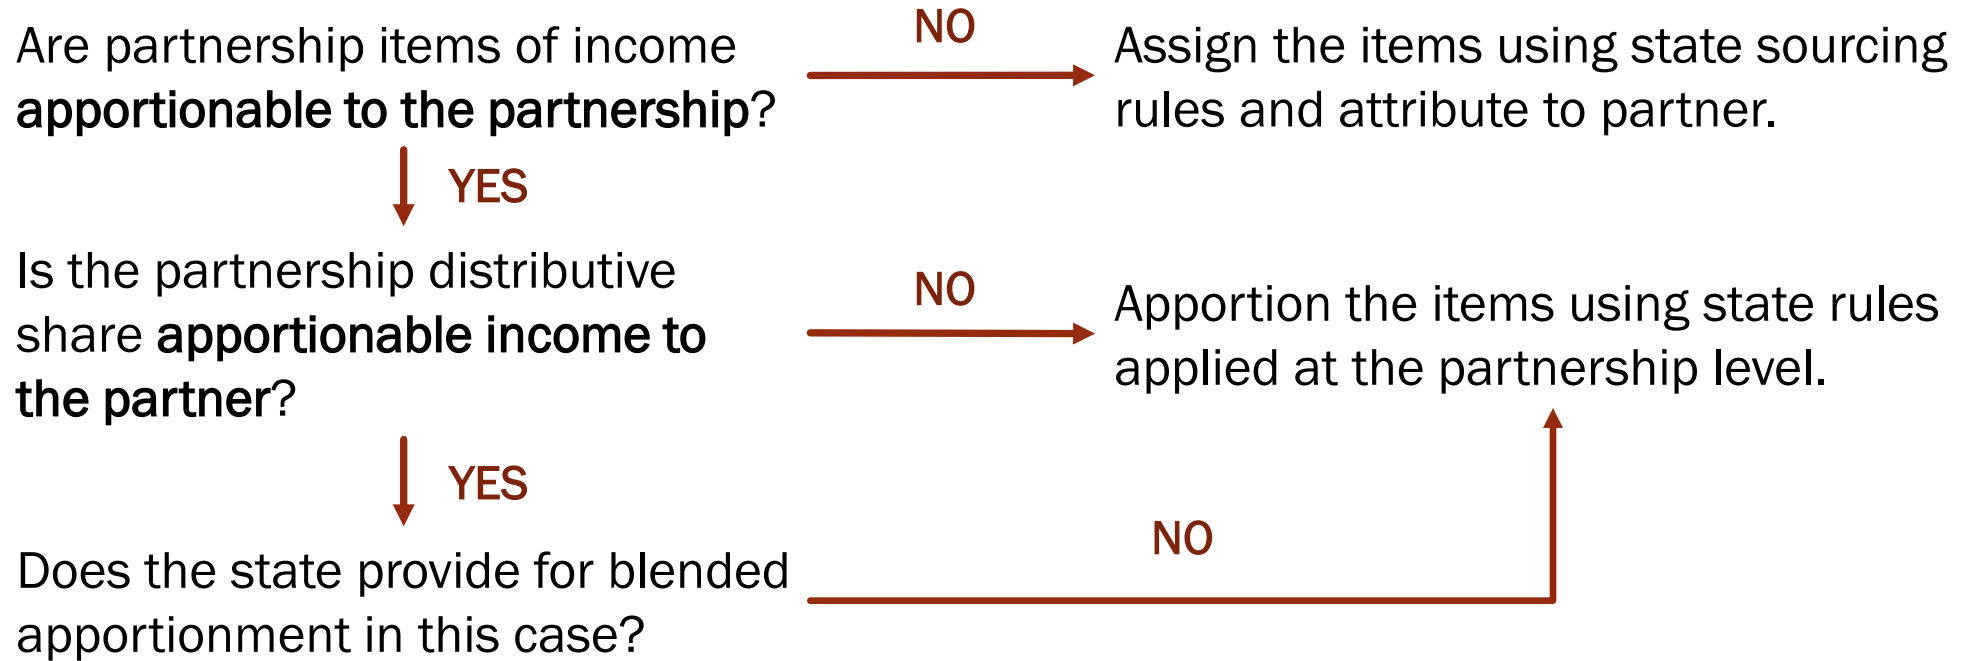 Are partnership items of income
apportionable to the partnership?
NO
Assign the items using state sourcing
rules and attribute to partner.
YES
Is the partnership distributive
share apportionable income to
the partner?
NO
Apportion the items using state rules
applied at the partnership level.
YES
Does the state provide for blended
apportionment in this case?
NO